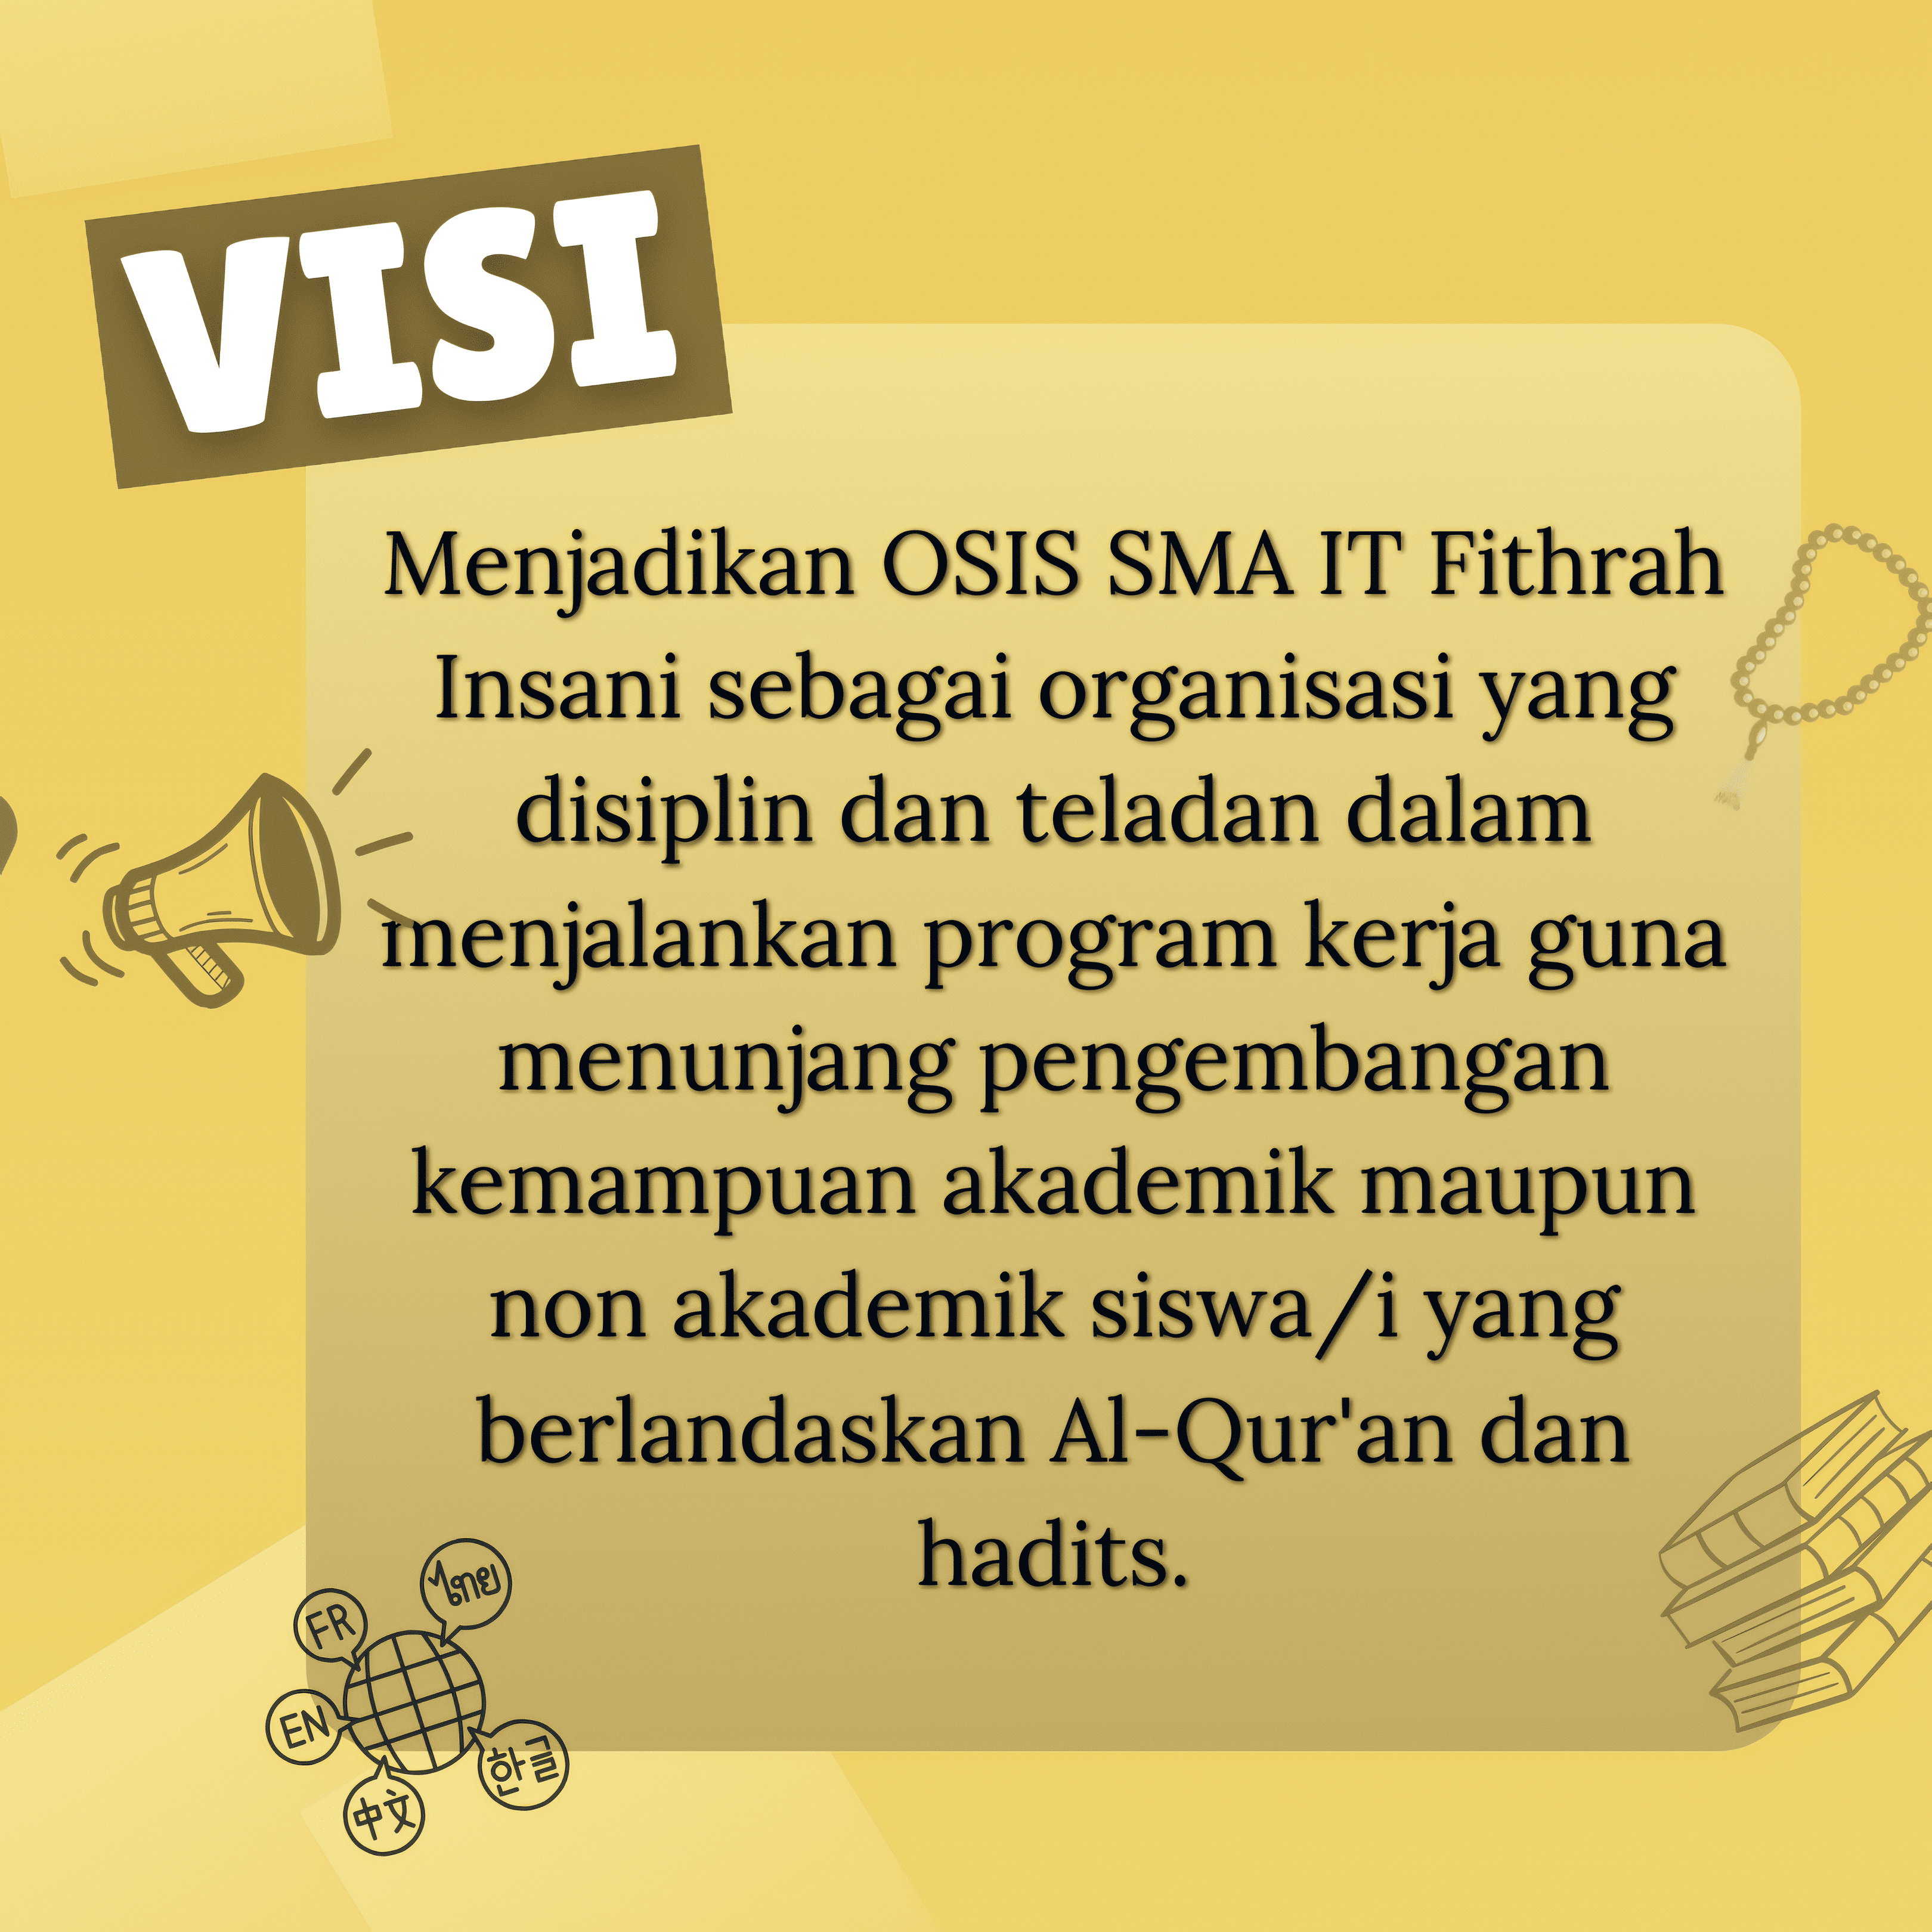 VISI
Menjadikan OSIS SMA IT Fithrah
Insani sebagai organisasi yang
disiplin dan teladan dalam
menjalankan program kerja guna
menunjang pengembangan
kemampuan akademik maupun
non akademik siswa/i yang
berlandaskan Al-Qur'an dan
hadits.
ไทย
FR
EN
한글
中文